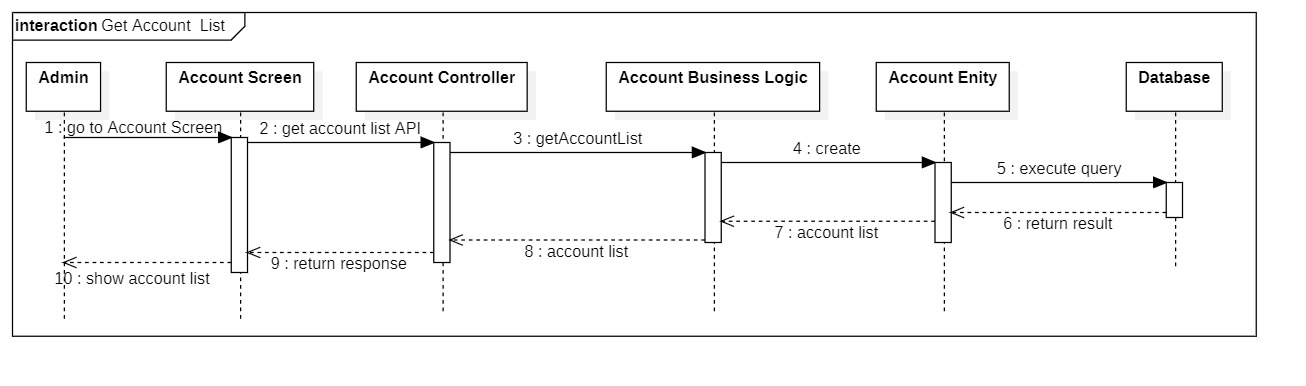 interaction Get Account List
Admin
Account Screen
Account Controller
Account Business Logic
Account Enity
Database
1 : go to Account Screen
2 : get account list API
3 : getAccountList
4 : create
5 : execute query
6 : return result
7 : account list
8 : account list
9 : return response
10 : show account list